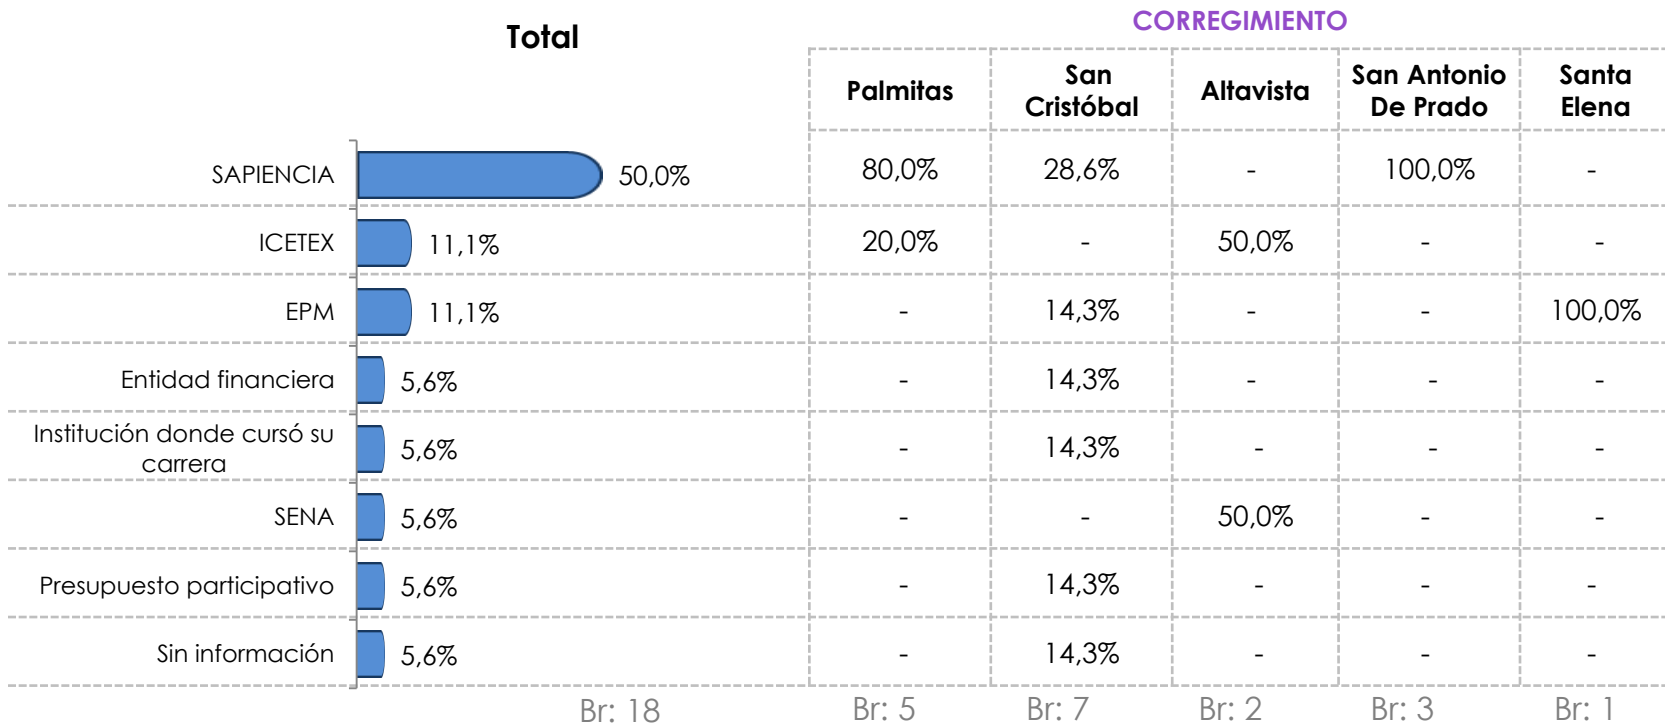 CORREGIMIENTO
Total
Palmitas
San
Cristóbal
Altavista
San Antonio
De Prado
Santa
Elena
SAPIENCIA 50,0% 80,0% 28,6% - 100,0% -
ICETEX 11,1% 20,0% - 50,0% - -
EPM 11,1% - 14,3% - - 100,0%
Entidad financiera 5,6% - 14,3% - - -
Institución donde cursó su
carrera 5,6% - 14,3% - - -
SENA 5,6% - - 50,0% - -
Presupuesto participativo 5,6% - 14,3% - - -
Sin información 5,6% - 14,3% - - -
Br: 18 Br: 5 Br: 7 Br: 2 Br: 3 Br: 1